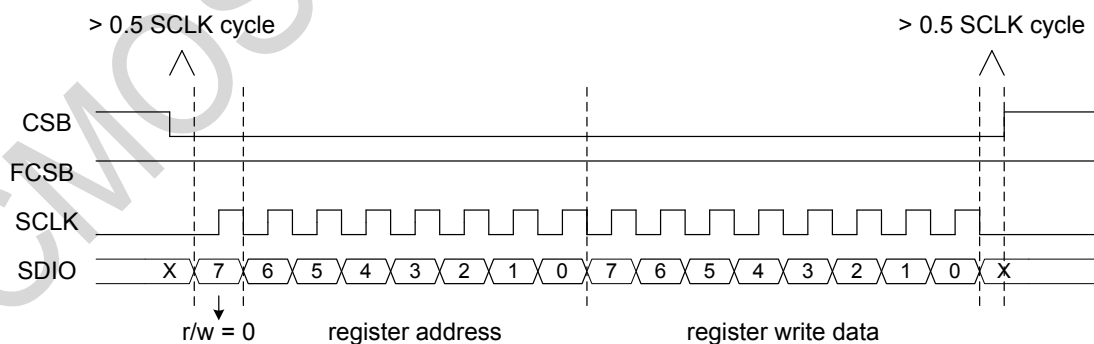 > 0.5 SCLK cycle > 0.5 SCLK cycle
CSB
FCSB
SCLK
SDIO X 7 6 5 4 3 2 1 0 7 6 5 4 3 2 1 0 X
r/w = 0 register address register write data
CMOS